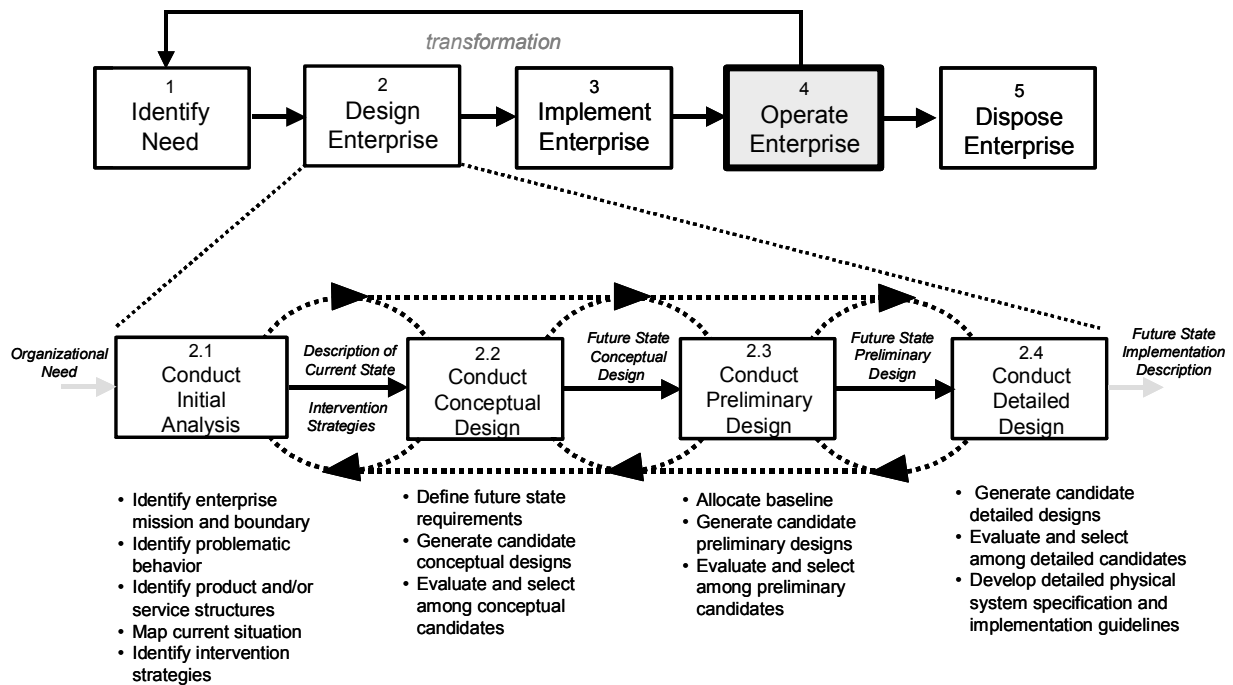 transformation
1
Identify
Need
2
Design
Enterprise
3
Implement
Enterprise
4
Operate
Enterprise
5
Dispose
Enterprise
Organizational
Need
2.1
Conduct
Initial
Analysis
Description of
Current State
Intervention
Strategies
2.2
Conduct
Conceptual
Design
Future State
Conceptual
Design
2.3
Conduct
Preliminary
Design
Future State
Preliminary
Design
2.4
Conduct
Detailed
Design
Future State
Implementation
Description
• Identify enterprise
mission and boundary
• Identify problematic
behavior
• Identify product and/or
service structures
• Map current situation
• Identify intervention
strategies
• Define future state
requirements
• Generate candidate
conceptual designs
• Evaluate and select
among conceptual
candidates
• Allocate baseline
• Generate candidate
preliminary designs
• Evaluate and select
among preliminary
candidates
• Generate candidate
detailed designs
• Evaluate and select
among detailed candidates
• Develop detailed physical
system specification and
implementation guidelines